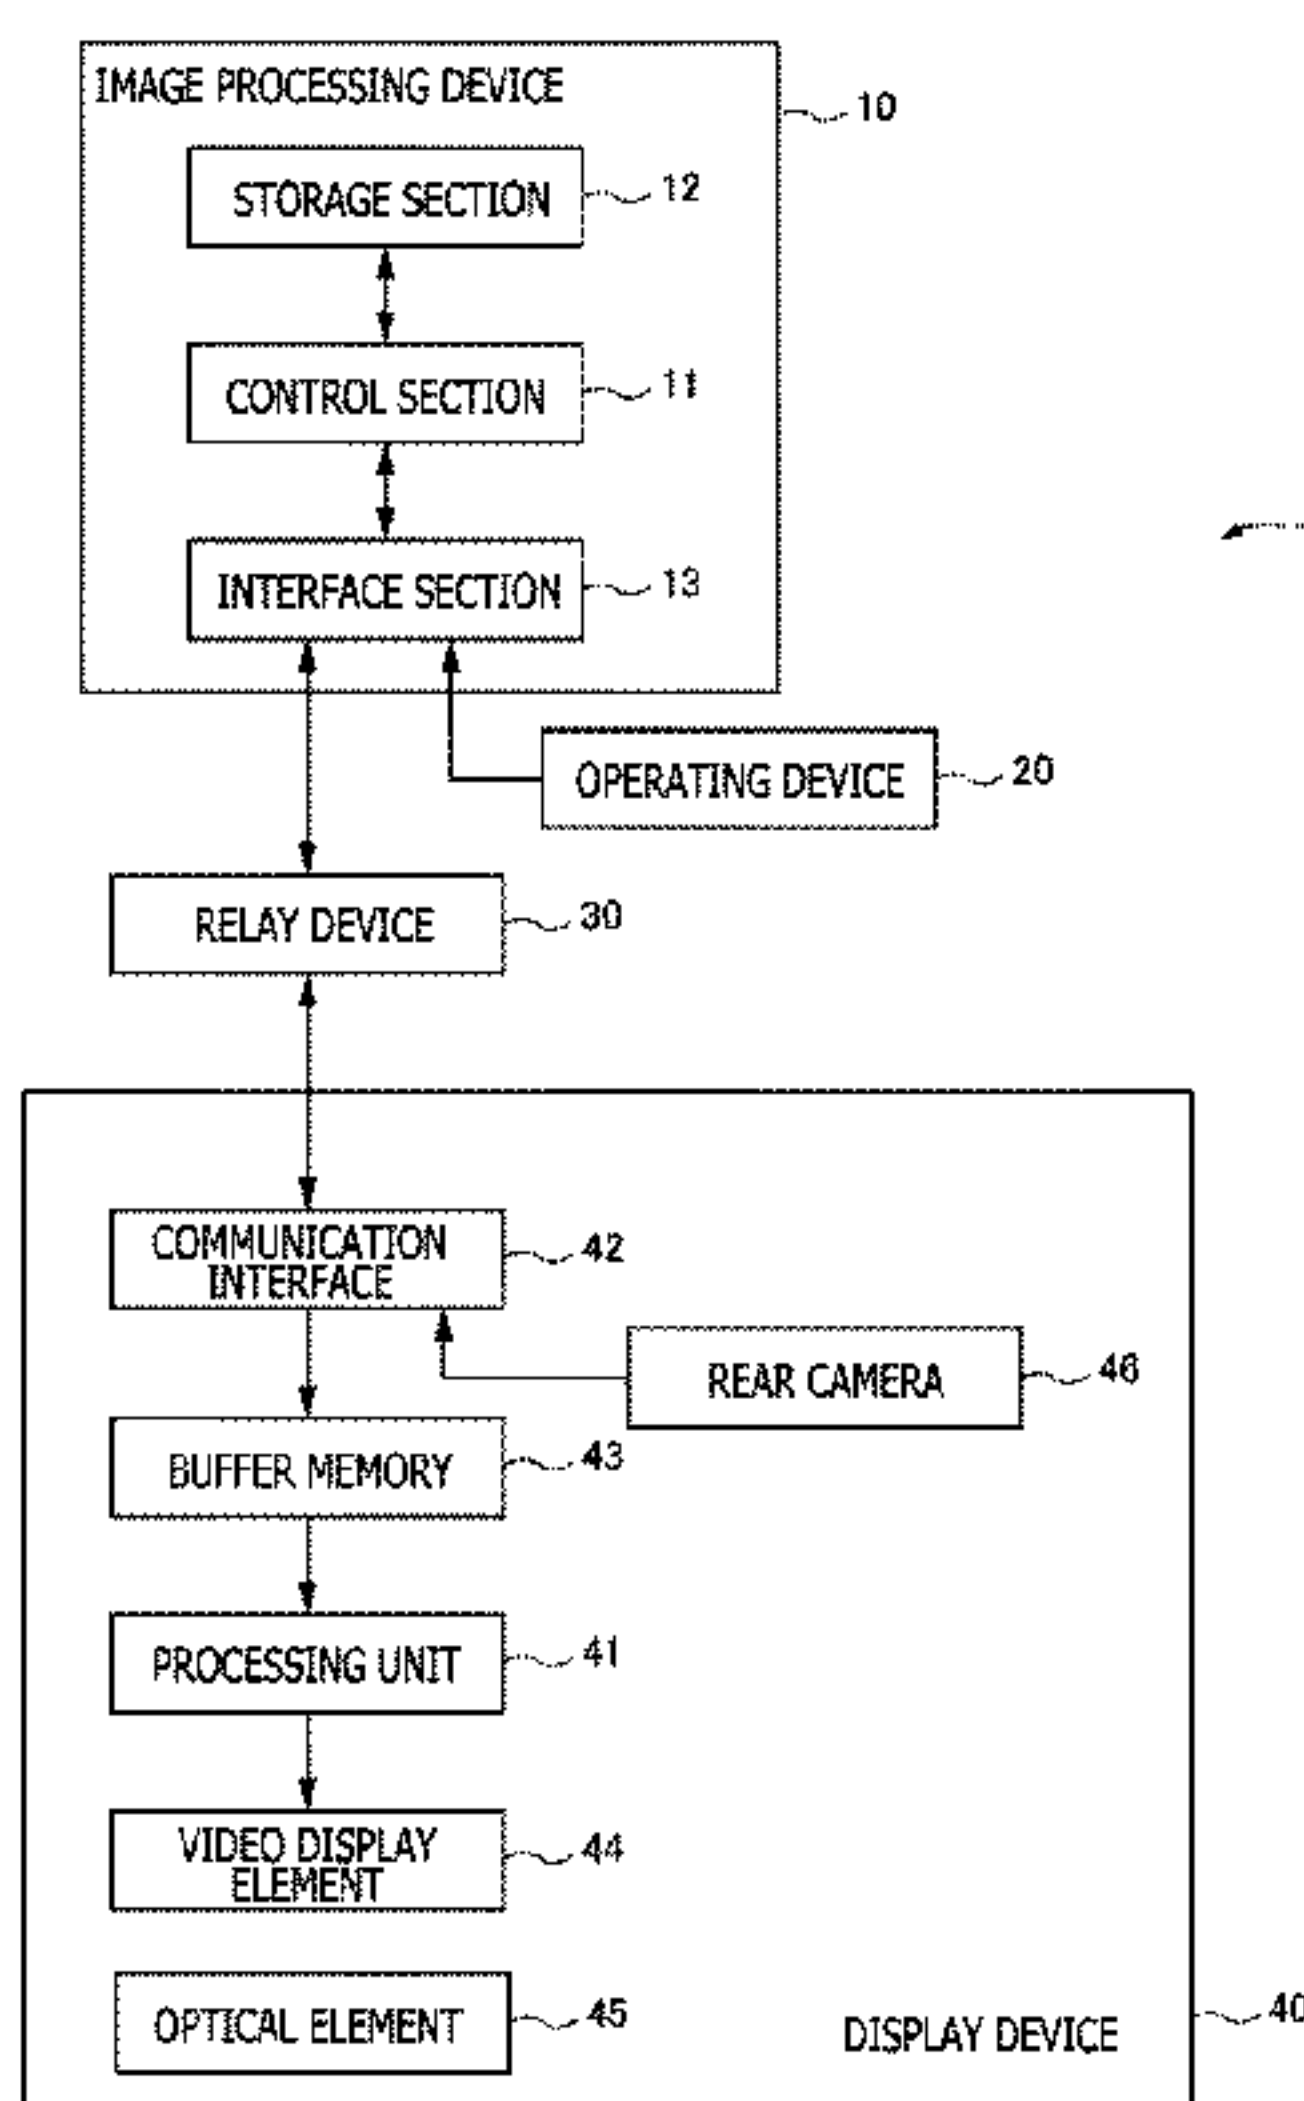 IMAGE PROCESSING DEVICE
10
STORAGE SECTION
12
CONTROL SECTION
11
INTERFACE SECTION
13
OPERATING DEVICE
20
RELAY DEVICE
30
COMMUNICATION
INTERFACE
42
REAR CAMERA
46
BUFFER MEMORY
43
PROCESSING UNIT
41
VIDEO DISPLAY
ELEMENT
44
OPTICAL ELEMENT
45
DISPLAY DEVICE
40